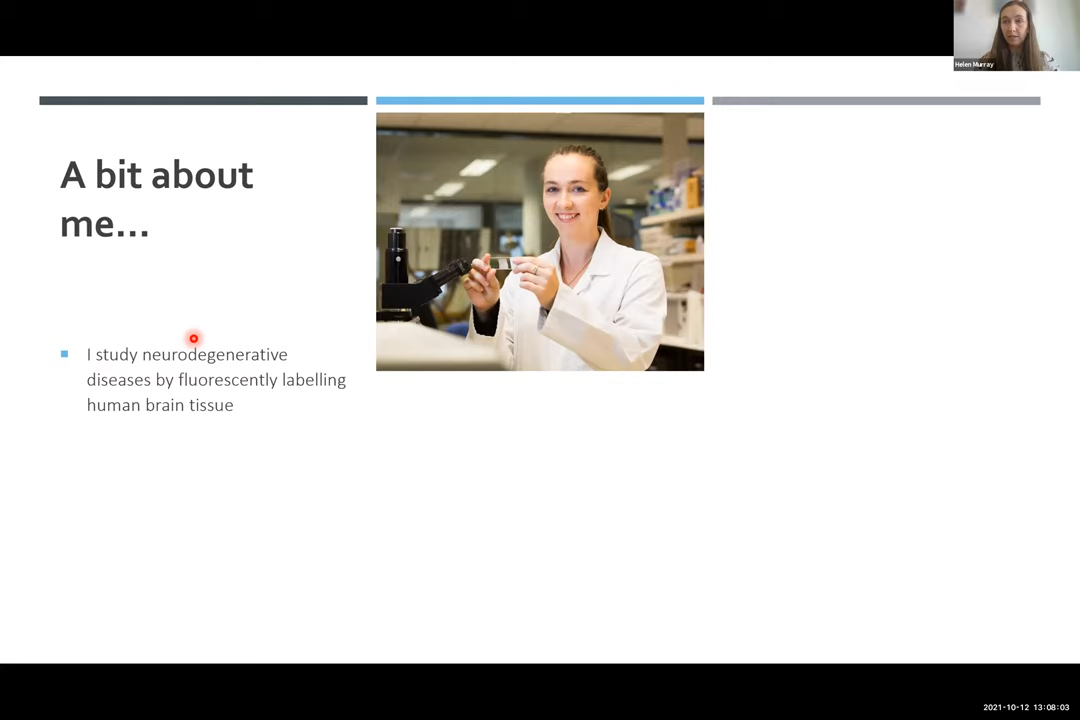 Helen Murray
A bit about
me...
I study neurodegenerative
diseases by fluorescently labelling
human brain tissue
2021-10-12 13:08:03